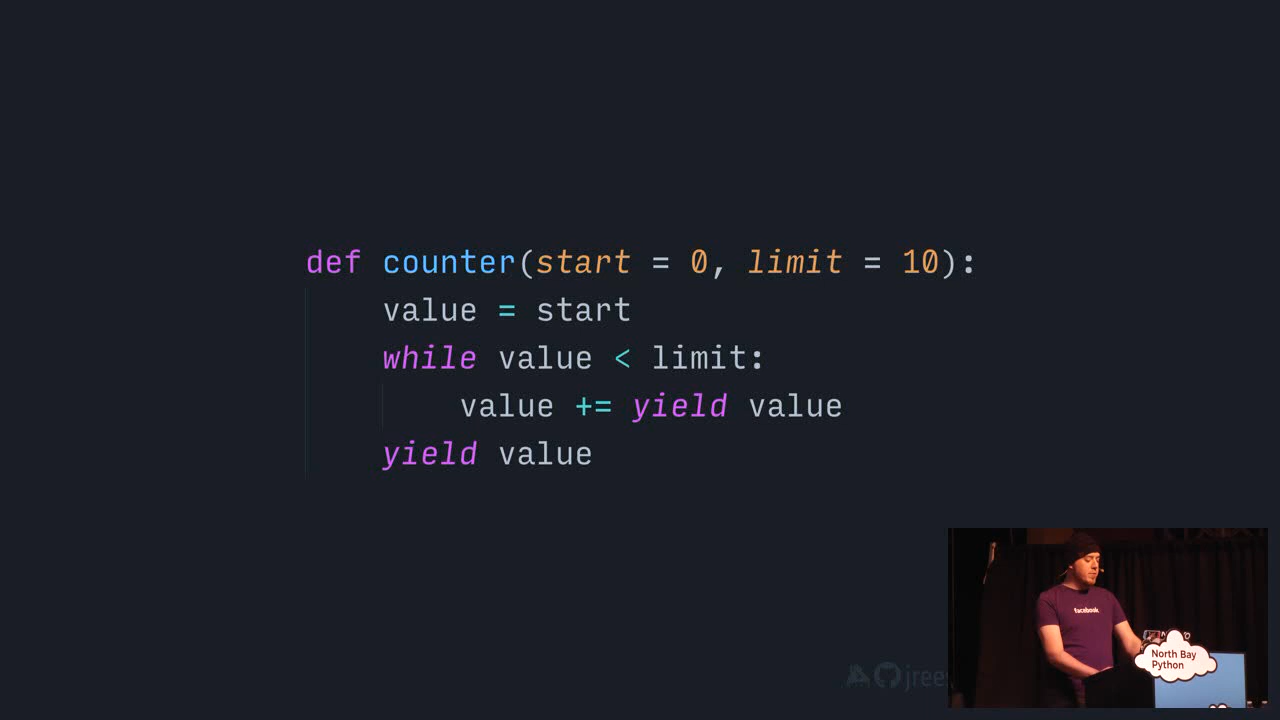 def counter(start = 0, limit = 10):
    value = start
    while value < limit:
        value += yield value
    yield value
facebook
North Bay
Python